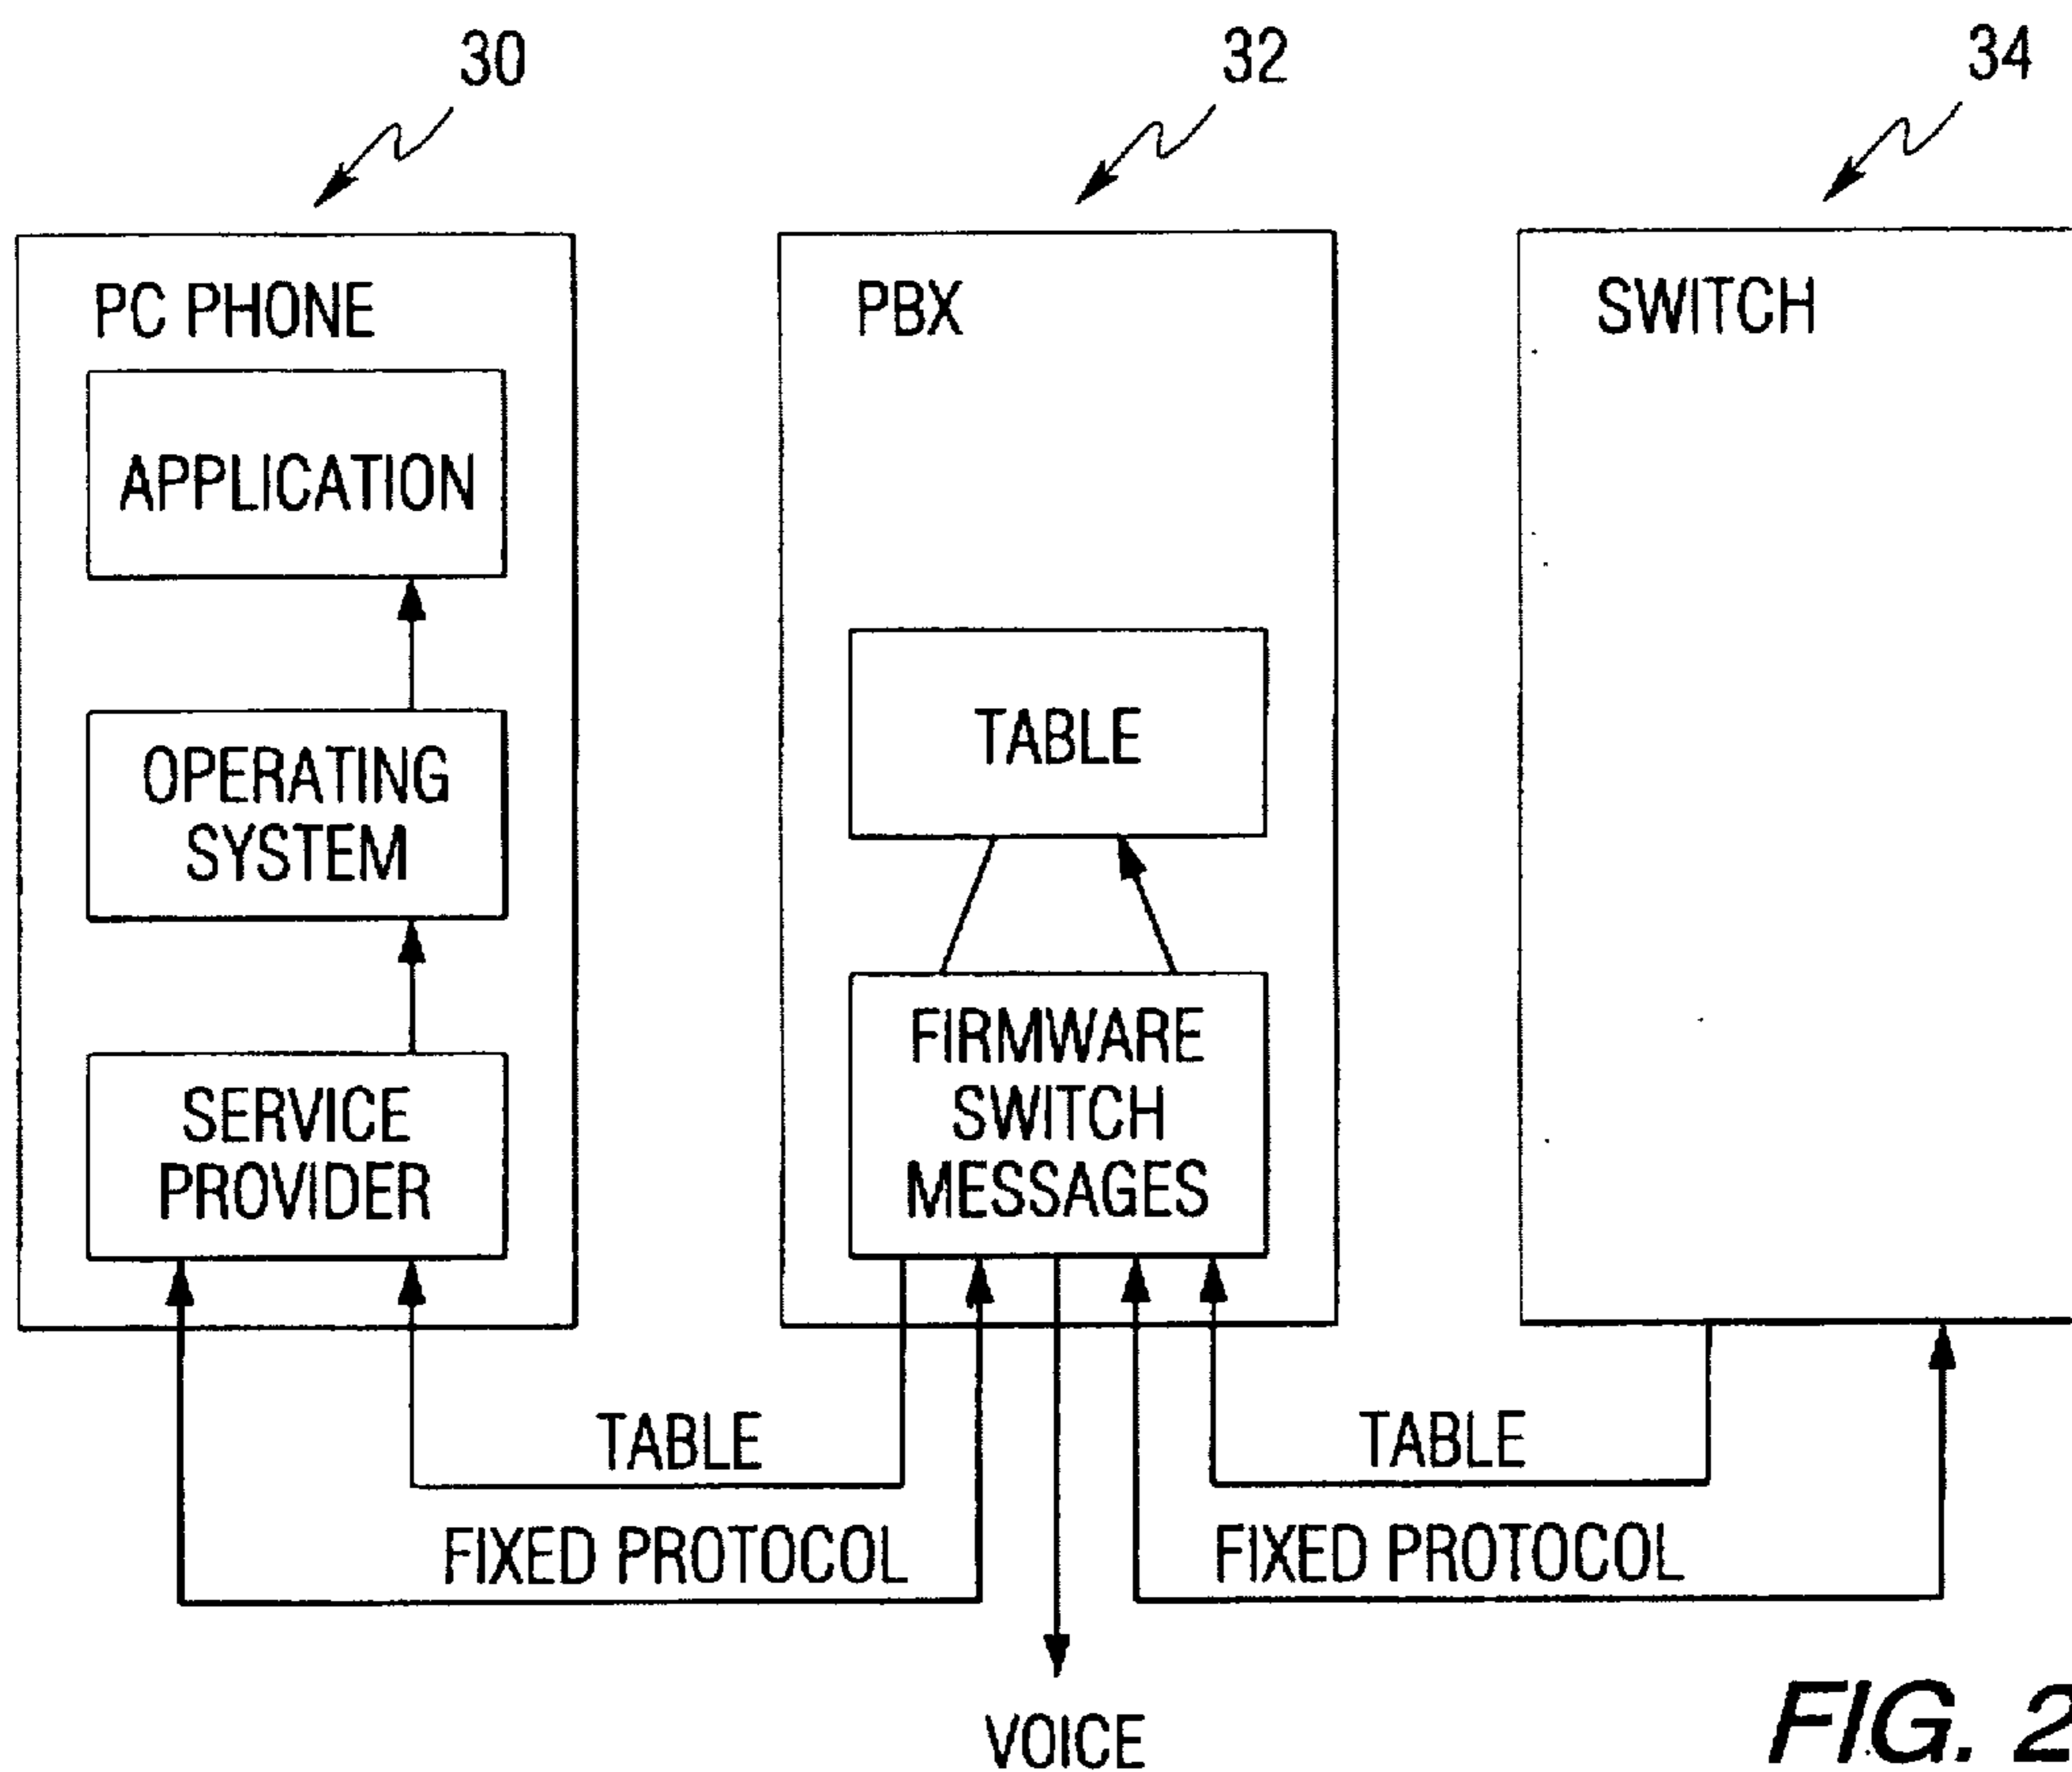 30
32
34
PC PHONE
PBX
SWITCH
APPLICATION
OPERATING
SYSTEM
TABLE
SERVICE
PROVIDER
FIRMWARE
SWITCH
MESSAGES
TABLE
TABLE
FIXED PROTOCOL
FIXED PROTOCOL
VOICE
FIG. 2